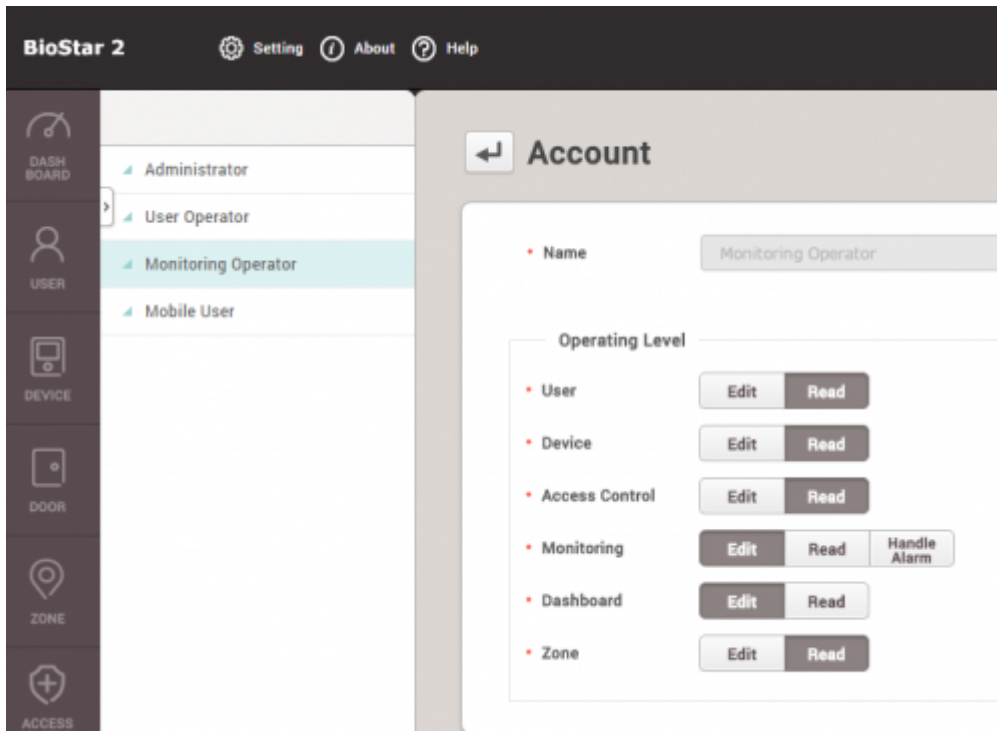 BioStar 2 Setting About Help
DASH
BOARD
USER
DEVICE
DOOR
ZONE
ACCESS
Administrator
User Operator
Monitoring Operator
Mobile User
Account
Name Monitoring Operator
Operating Level
User Edit Read
Device Edit Read
Access Control Edit Read
Monitoring Edit Read Handle Alarm
Dashboard Edit Read
Zone Edit Read